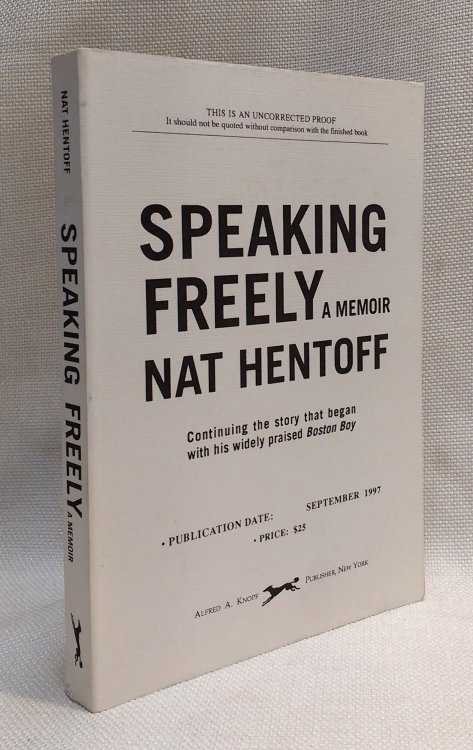 NAT HENTOFF
SPEAKING FREELY
A MEMOIR
THIS IS AN UNCORRECTED PROOF
It should not be quoted without comparison with the finished book
SPEAKING
FREELY A MEMOIR
NAT HENTOFF
Continuing the story that began
with his widely praised Boston Boy
• PUBLICATION DATE: SEPTEMBER 1997
• PRICE: $25
ALFRED A. KNOPF PUBLISHER, NEW YORK